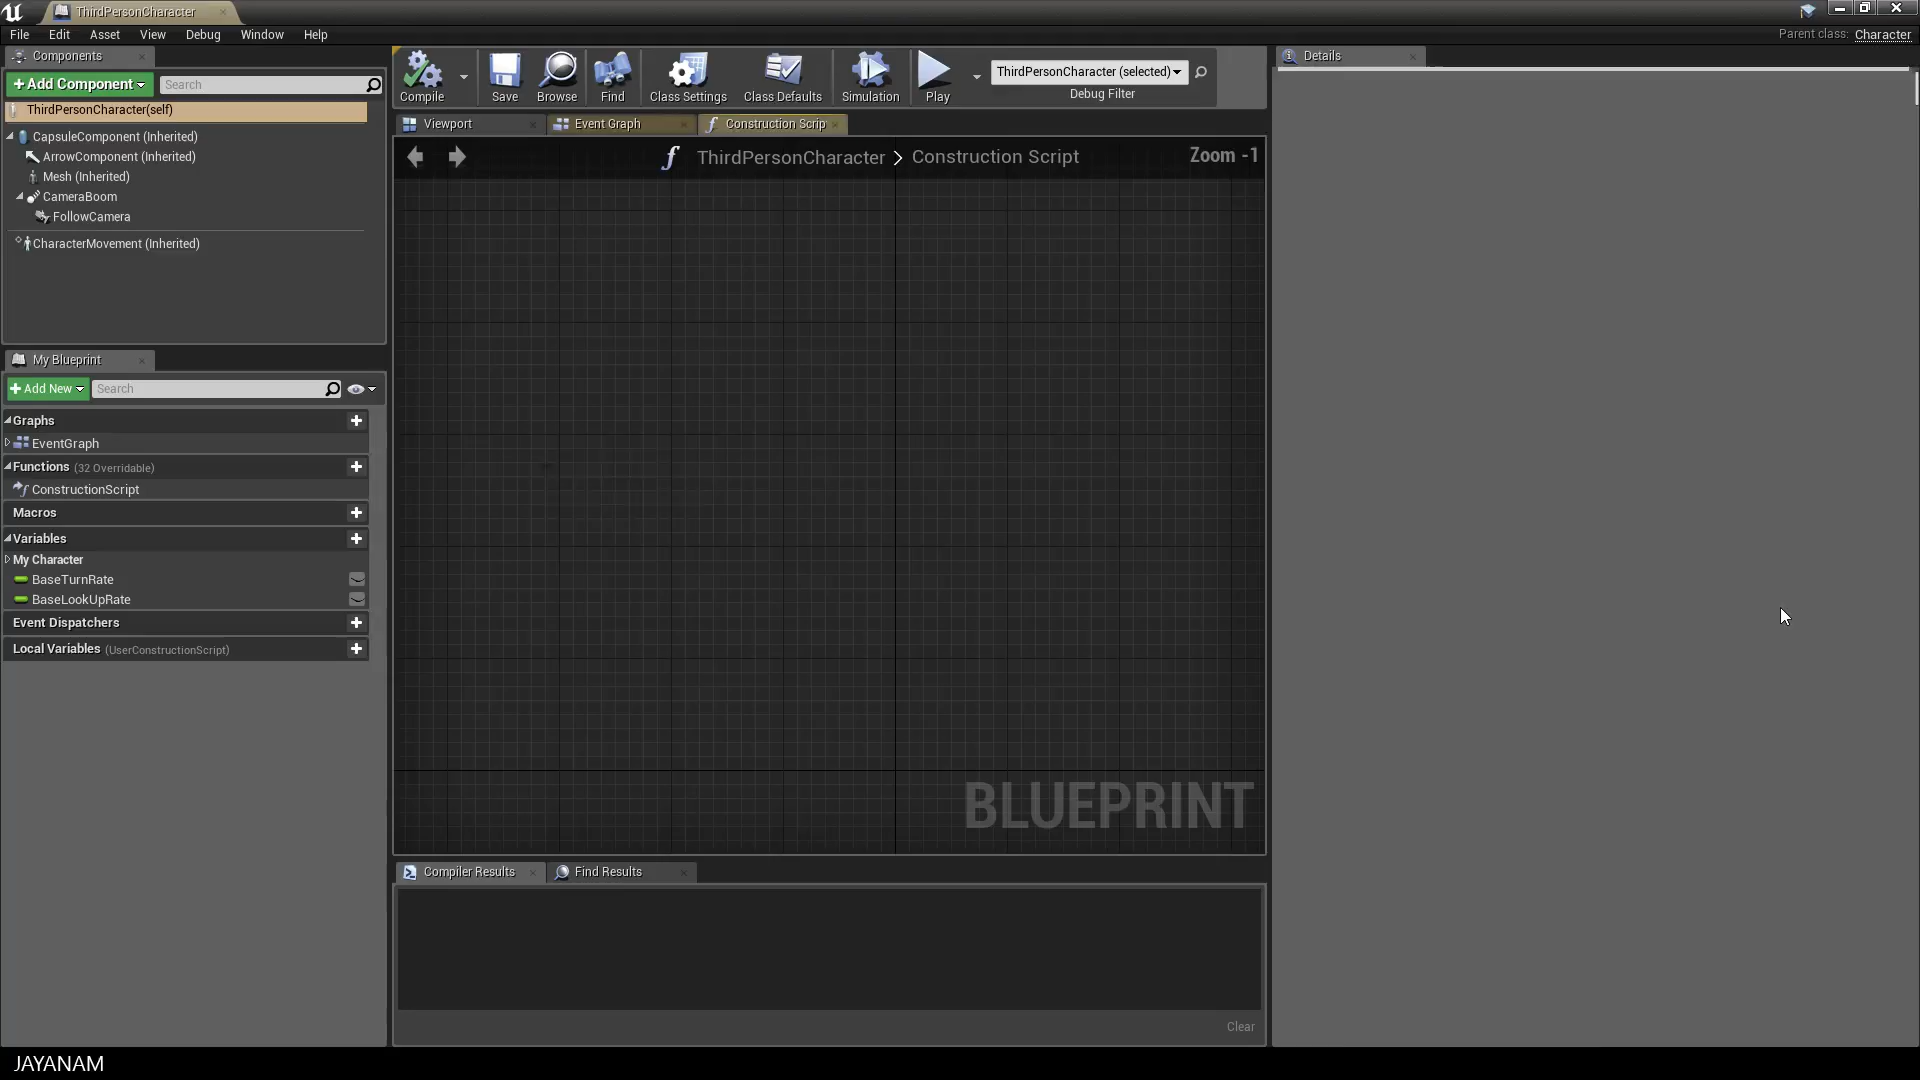 ThirdPersonCharacter
File Edit Asset View Debug Window Help
Parent class: Character
Components
+ Add Component
Search
ThirdPersonCharacter(self)
CapsuleComponent (Inherited)
ArrowComponent (Inherited)
Mesh (Inherited)
CameraBoom
FollowCamera
CharacterMovement (Inherited)
My Blueprint
+ Add New
Search
Graphs
EventGraph
Functions (32 Overridable)
ConstructionScript
Macros
Variables
My Character
BaseTurnRate
BaseLookUpRate
Event Dispatchers
Local Variables (UserConstructionScript)
Compile Save Browse Find Class Settings Class Defaults Simulation Play
ThirdPersonCharacter (selected)
Debug Filter
Viewport Event Graph Construction Scrip
ThirdPersonCharacter > Construction Script
Zoom -1
BLUEPRINT
Compiler Results Find Results
Clear
Details
JAYANAM